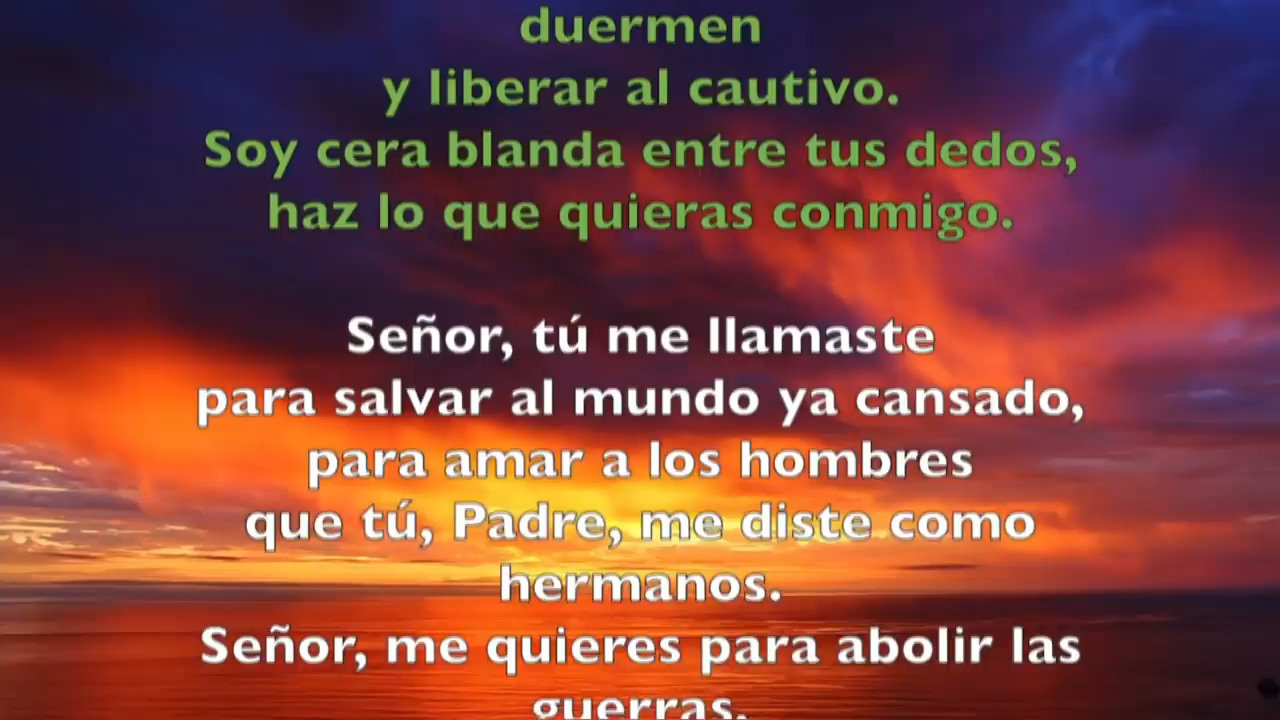 duermen
y liberar al cautivo.
Soy cera blanda entre tus dedos,
haz lo que quieras conmigo.
Señor, tú me llamaste
para salvar al mundo ya cansado,
para amar a los hombres
que tú, Padre, me diste como
hermanos.
Señor, me quieres para abolir las
guerras,